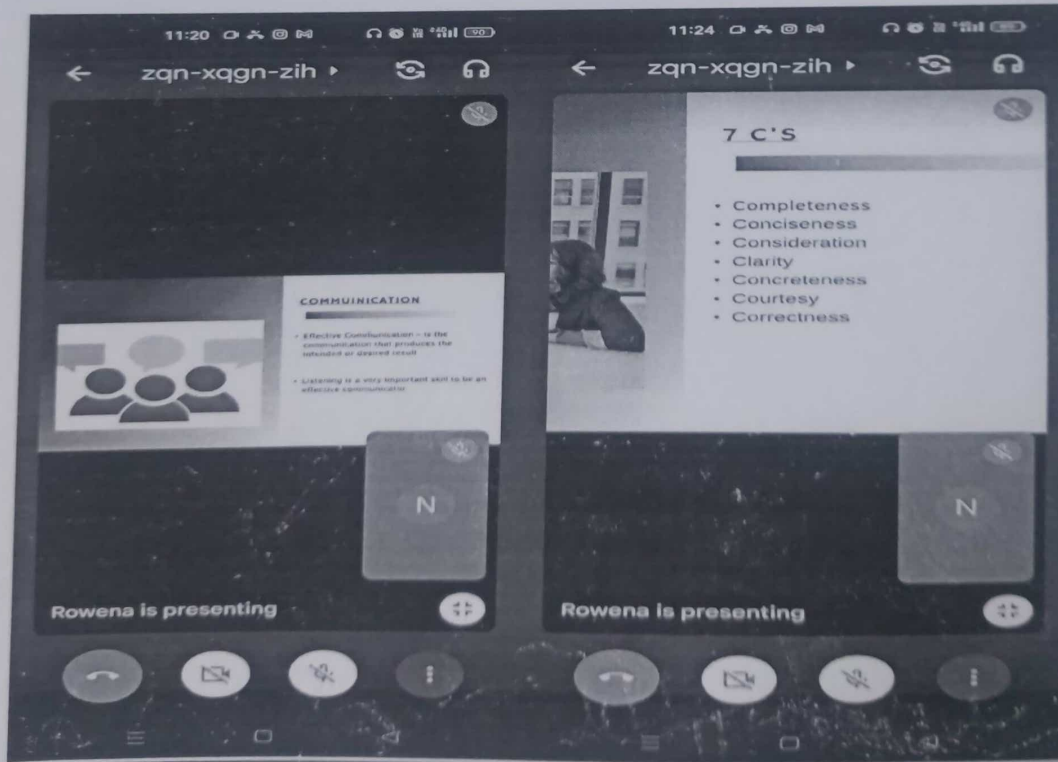 11:20
90
zqn-xqgn-zih
COMMUINICATION
• Effective Communication – is the
communication that produces the
intended or desired result
• Listening is a very important skill to be an
effective communicator
N
Rowena is presenting
11:24
zqn-xqgn-zih
7 C'S
• Completeness
• Conciseness
• Consideration
• Clarity
• Concreteness
• Courtesy
• Correctness
N
Rowena is presenting